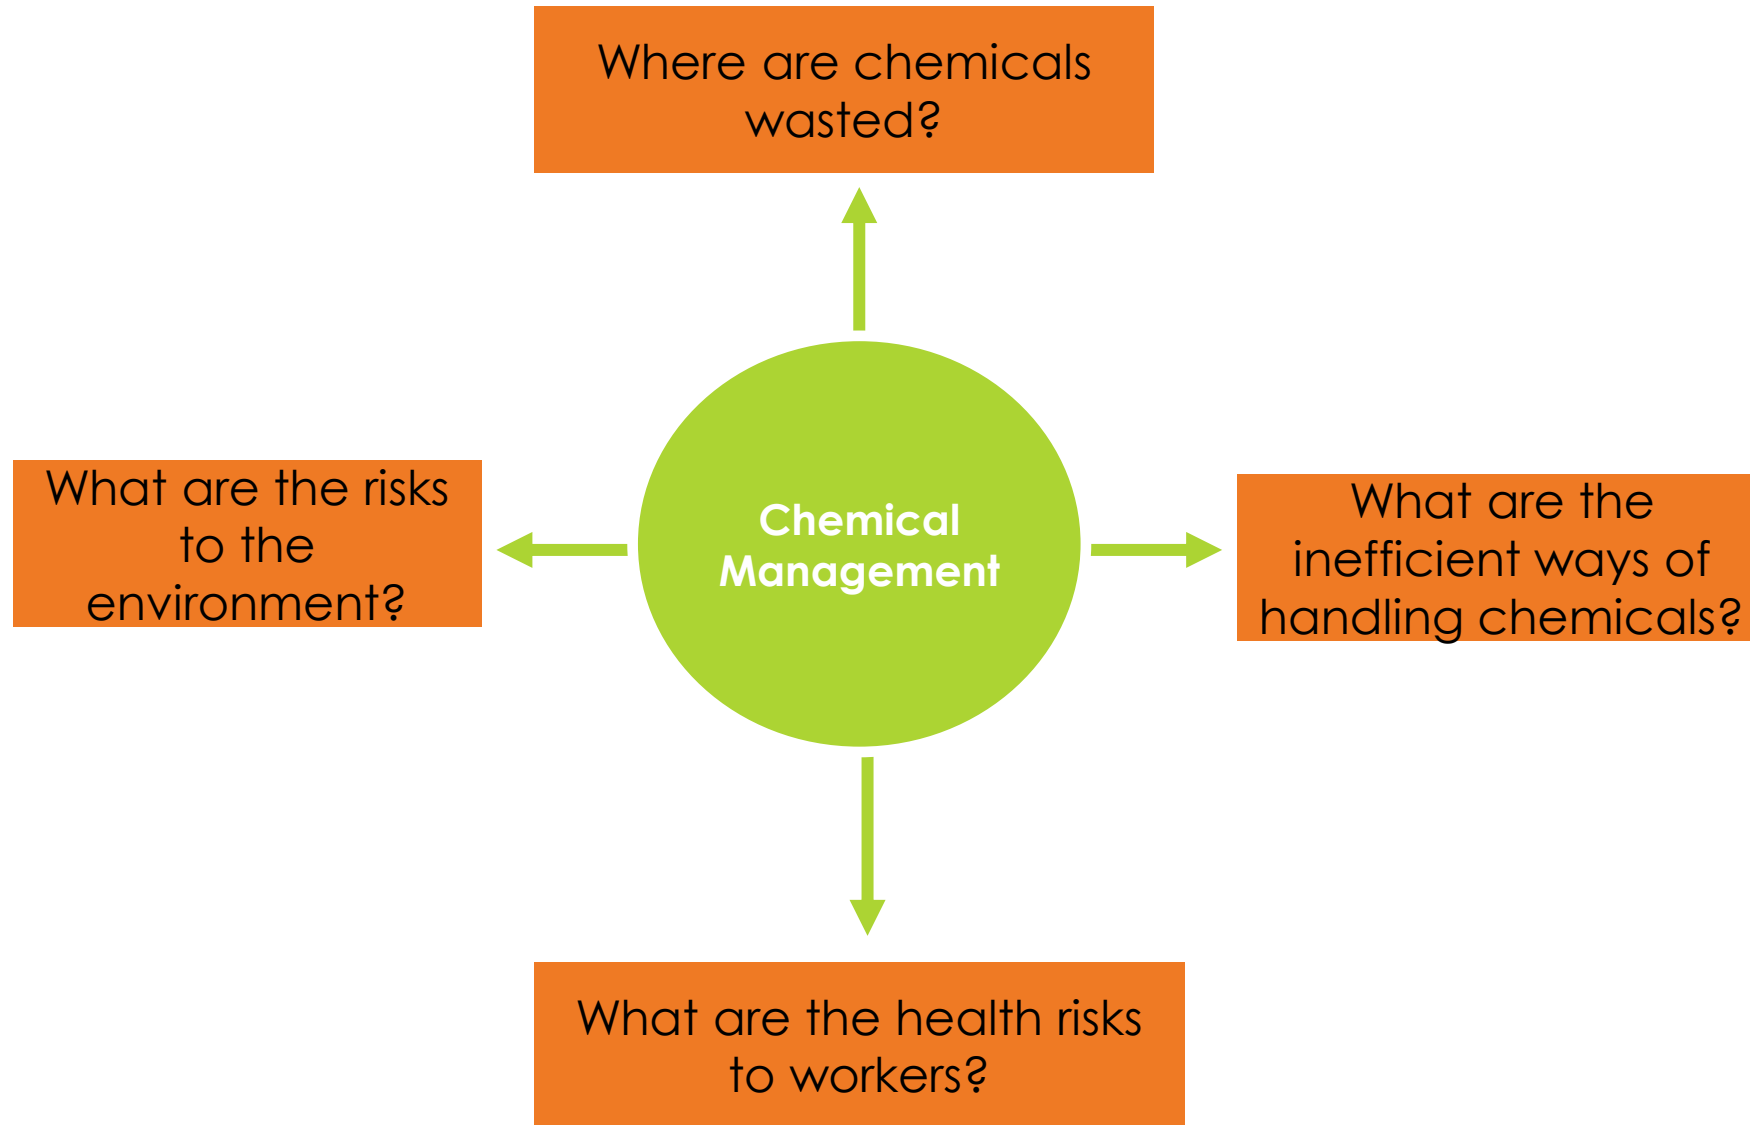 Where are chemicals
wasted?
What are the risks
to the
environment?
Chemical
Management
What are the
inefficient ways of
handling chemicals?
What are the health risks
to workers?